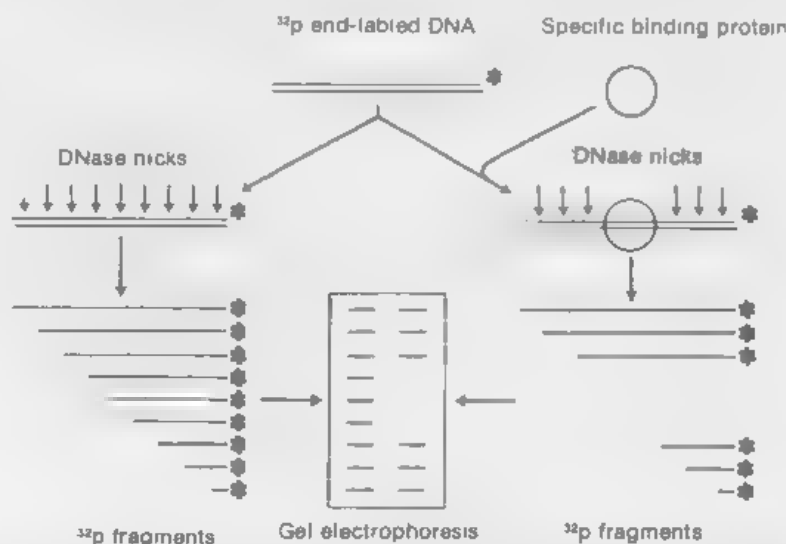 ³²p end-labled DNA
Specific binding protein
DNase nicks
DNase nicks
³²p fragments
Gel electrophoresis
³²p fragments